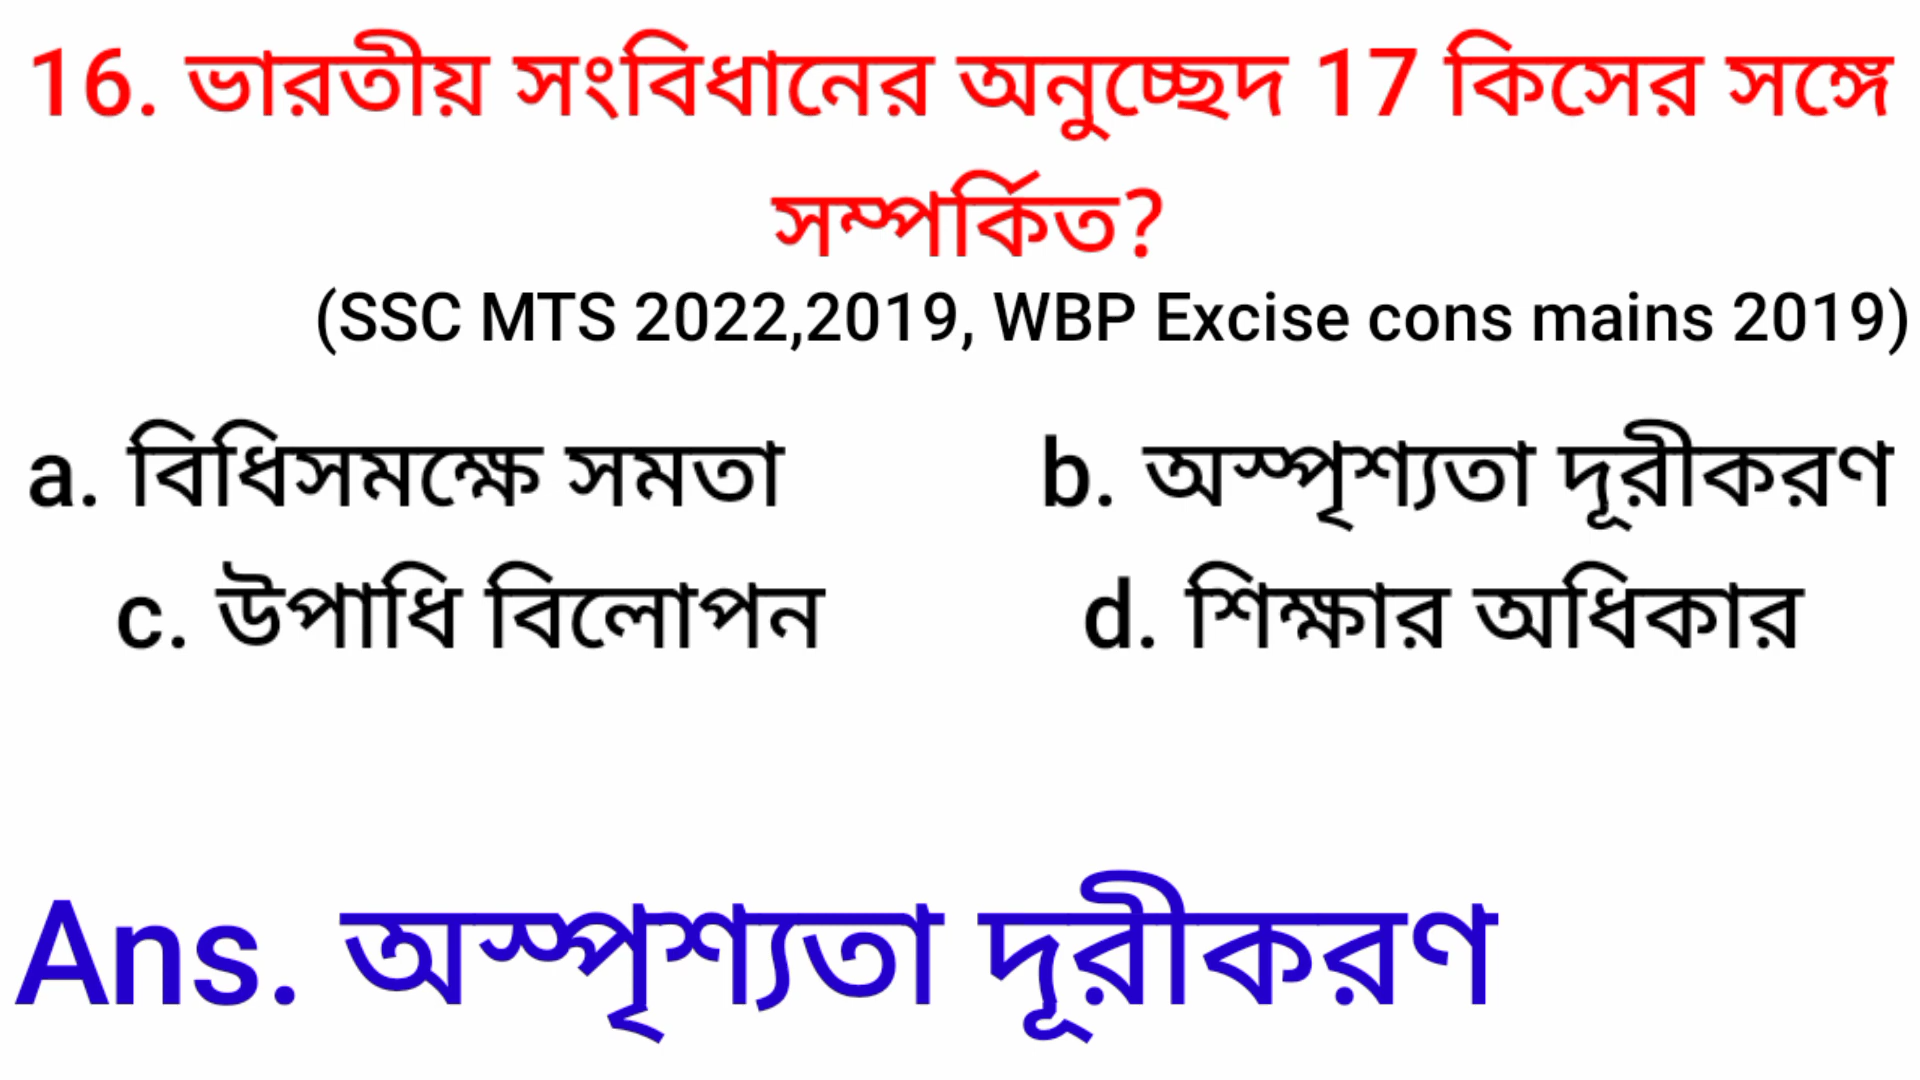 16. ভারতীয় সংবিধানের অনুচ্ছেদ 17 কিসের সঙ্গে
সম্পর্কিত?
(SSC MTS 2022,2019, WBP Excise cons mains 2019)
a. বিধিসমক্ষে সমতা b. অস্পৃশ্যতা দূরীকরণ
c. উপাধি বিলোপন d. শিক্ষার অধিকার
Ans. অস্পৃশ্যতা দূরীকরণ